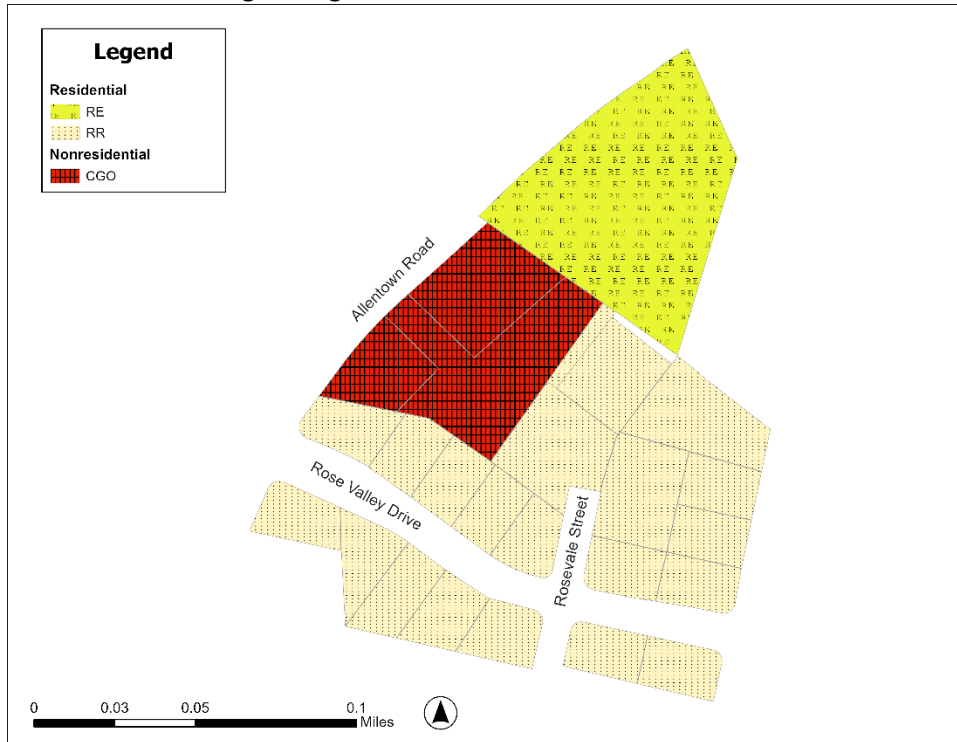 Legend
Residential
RE
RR
Nonresidential
CGO
Allentown Road
Rose Valley Drive
Rosevale Street
0 0.03 0.05 0.1
Miles